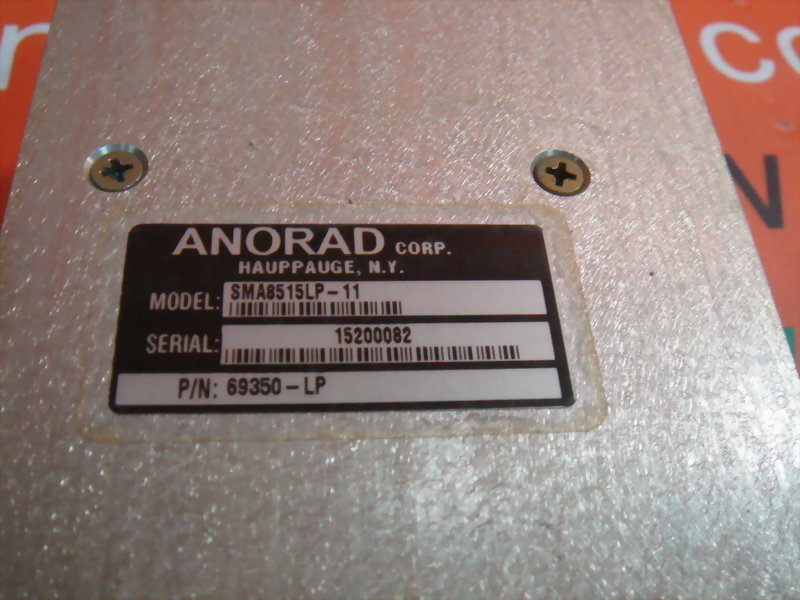 ANORAD CORP.
HAUPPAUGE, N.Y.
MODEL: SMA8515LP-11
SERIAL: 15200082
P/N: 69350-LP